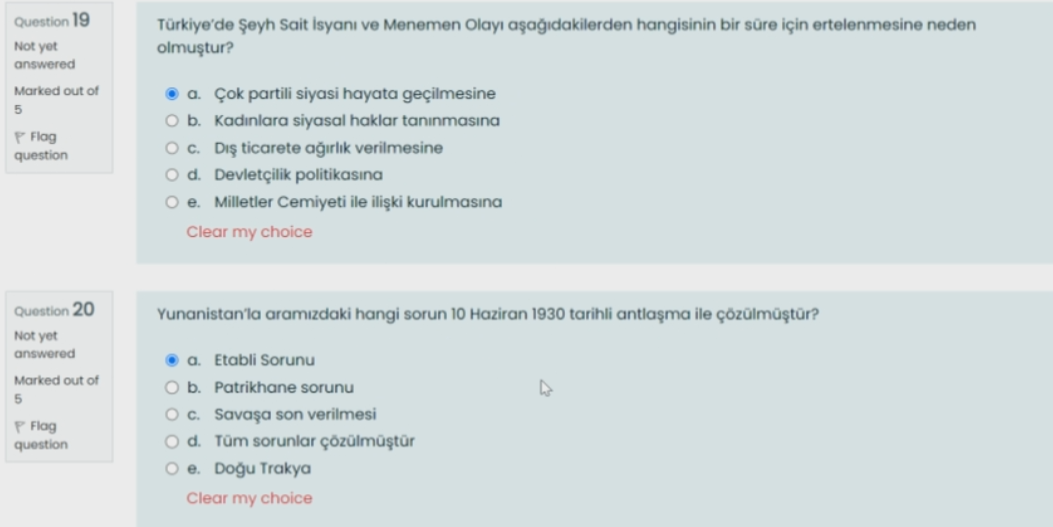 Question 19
Not yet
answered
Marked out of
5
Flag
question
Türkiye'de Şeyh Sait İsyanı ve Menemen Olayı aşağıdakilerden hangisinin bir süre için ertelenmesine neden
olmuştur?
a. Çok partili siyasi hayata geçilmesine
b. Kadınlara siyasal haklar tanınmasına
c. Dış ticarete ağırlık verilmesine
d. Devletçilik politikasına
e. Milletler Cemiyeti ile ilişki kurulmasına
Clear my choice
Question 20
Not yet
answered
Marked out of
5
Flag
question
Yunanistan'la aramızdaki hangi sorun 10 Haziran 1930 tarihli antlaşma ile çözülmüştür?
a. Etabli Sorunu
b. Patrikhane sorunu
c. Savaşa son verilmesi
d. Tüm sorunlar çözülmüştür
e. Doğu Trakya
Clear my choice